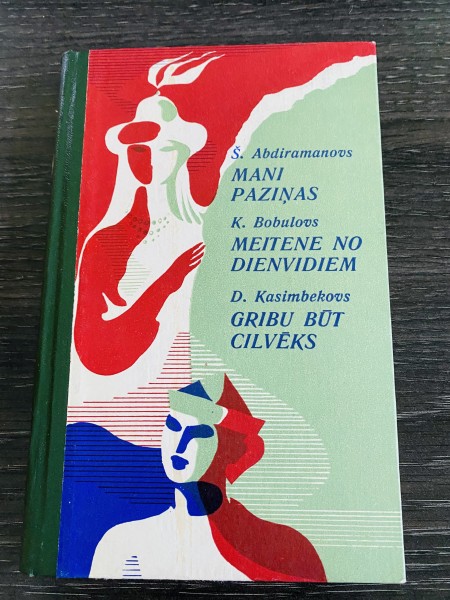 Š. Abdiramanovs
MANI
PAZIŅAS
K. Bobulovs
MEITENE NO
DIENVIDIEM
D. Kasimbekovs
GRIBU BŪT
CILVĒKS